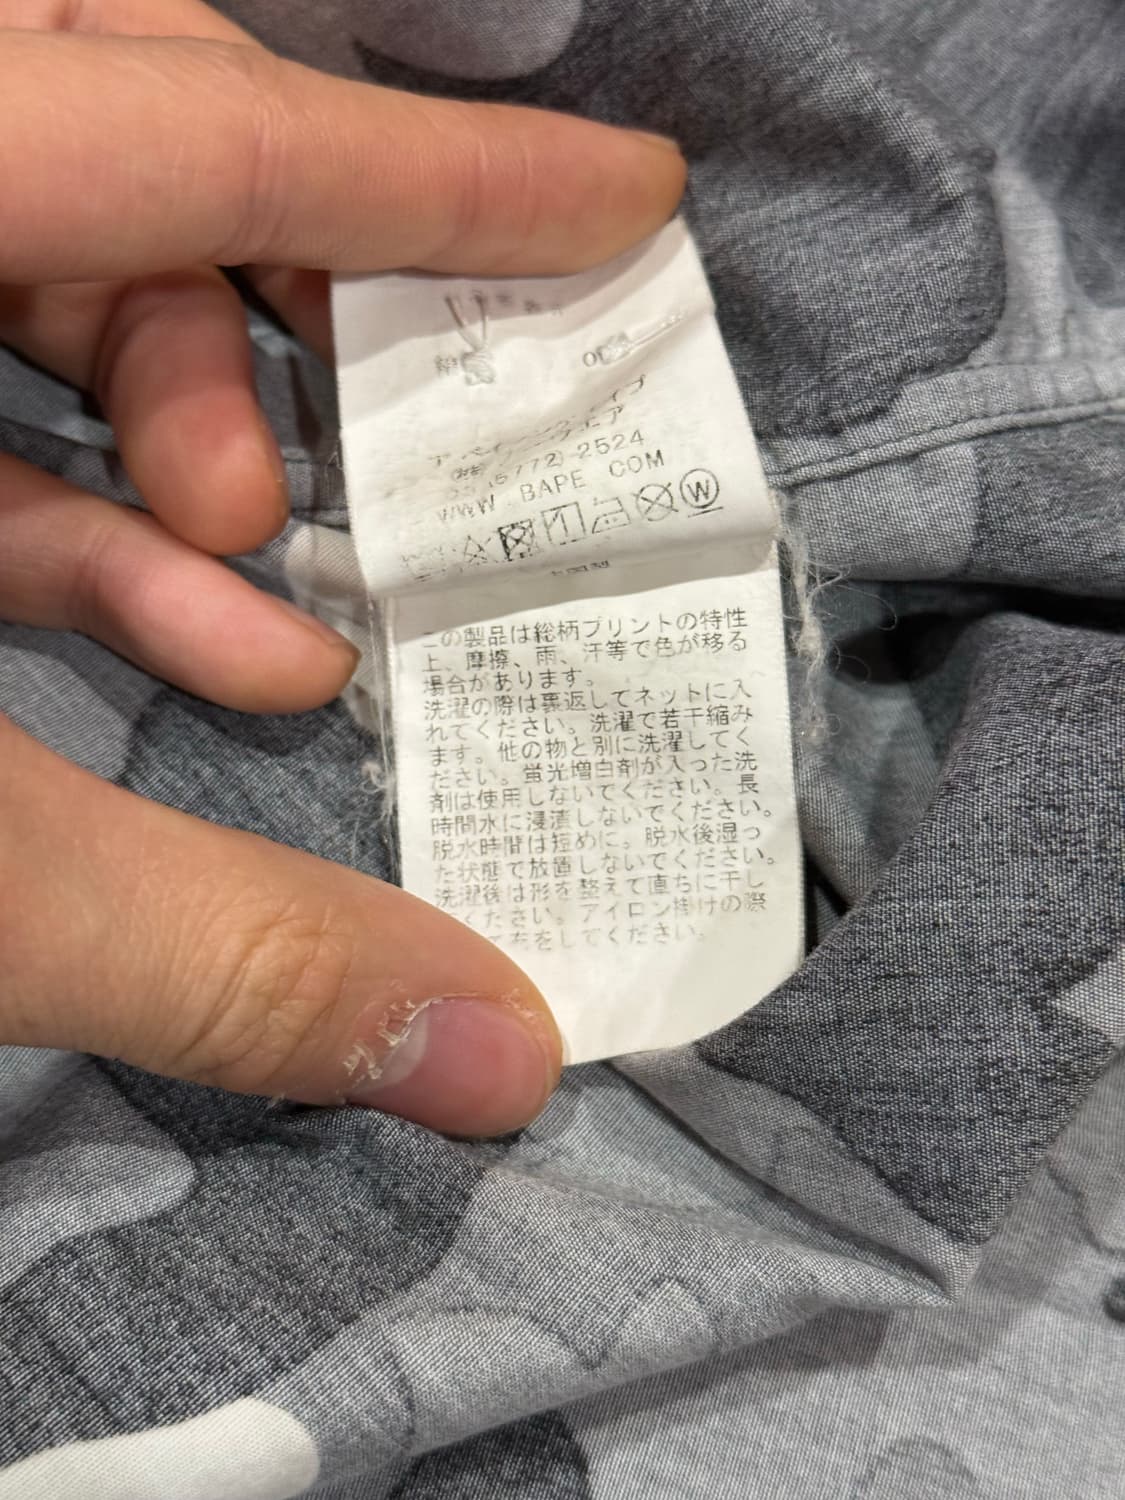 綿
ベイシングエイプ
03(5772)-2524
WWW.BAPE COM
W
中国製
この製品は総柄プリントの特性
上、摩擦、雨、汗等で色が移る
場合があります。
洗濯の際は裏返してネットに入
れてください。洗濯で若干縮み
ます。他の物と別に洗濯してく
ださい。蛍光増白剤が入った洗
剤は使用しないでください。長
時間水に浸漬しないでください。
脱水時間は短めに。脱水後湿っ
た状態で放置しないでください。
洗濯後は形を整えて直ちに干し
てください。アイロン掛けの際
てをしてください。